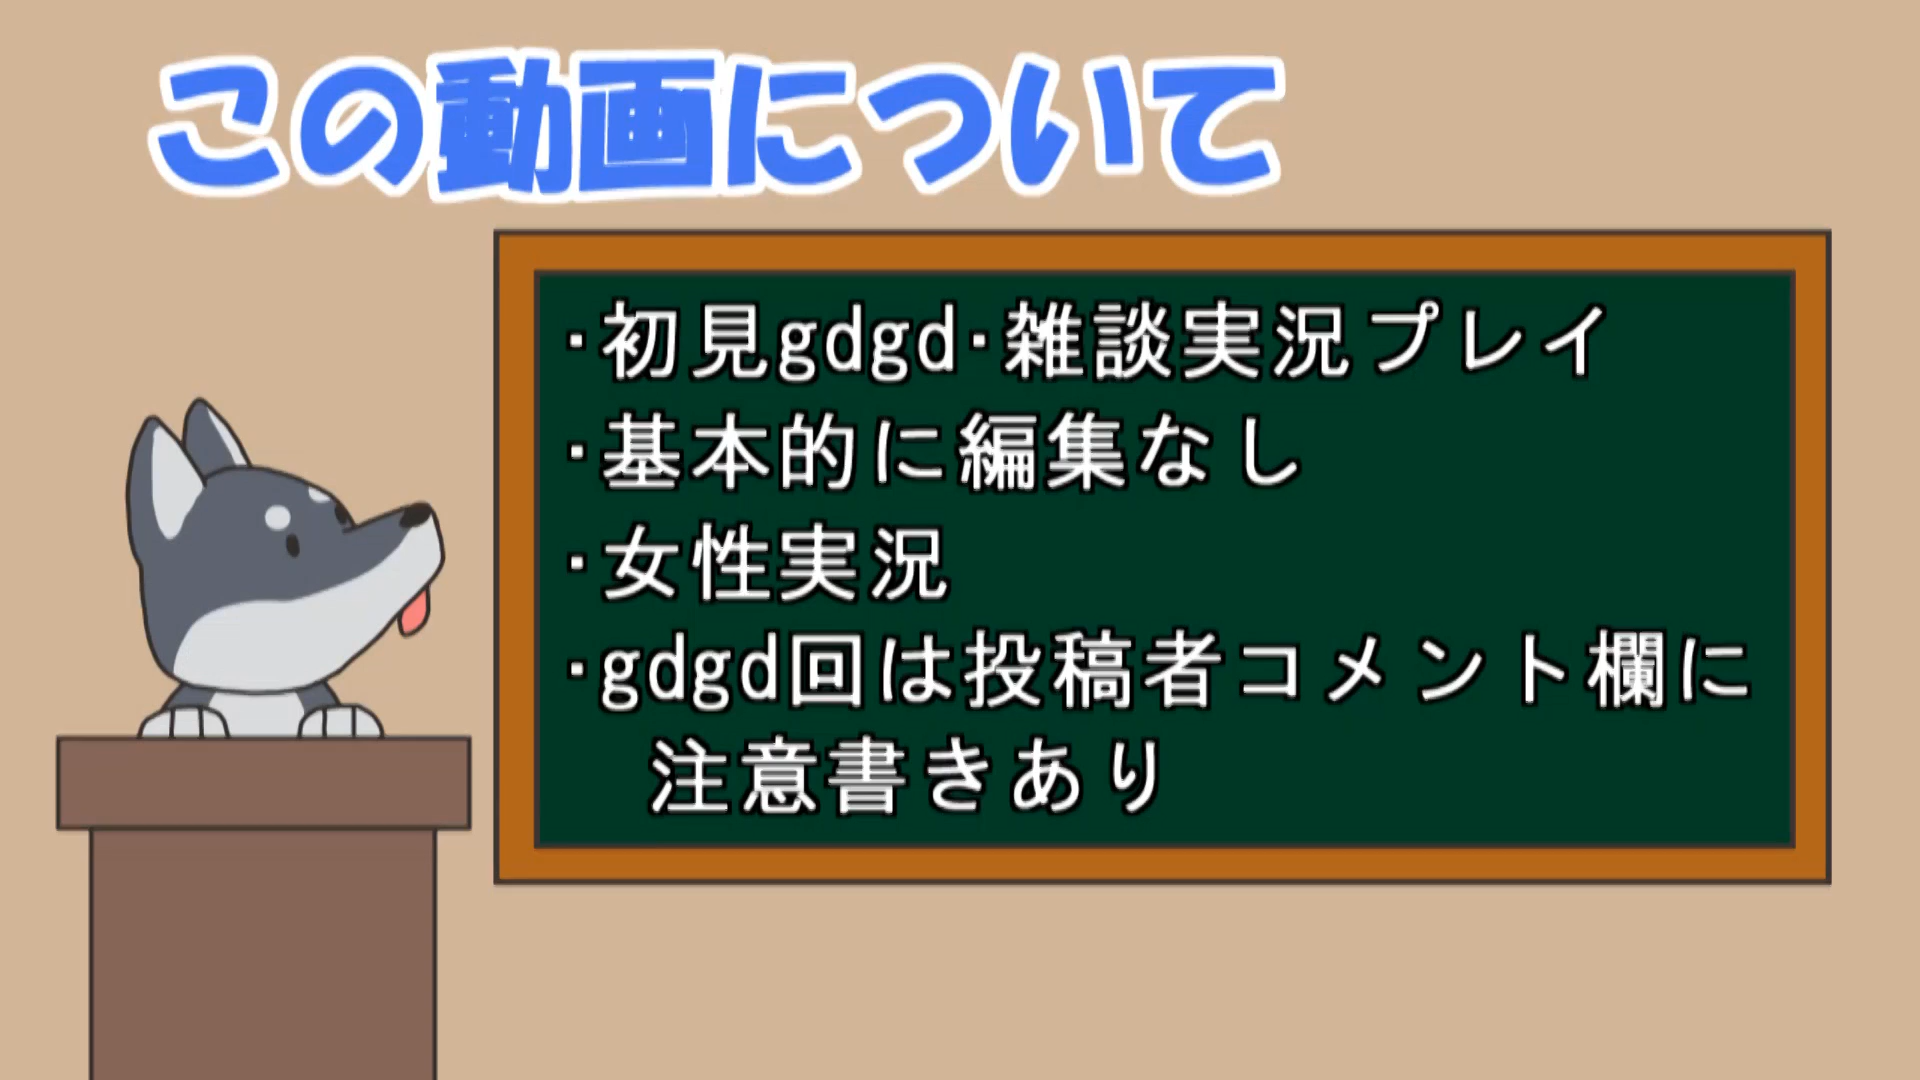 この動画について
・初見gdgd・雑談実況プレイ
・基本的に編集なし
・女性実況
・gdgd回は投稿者コメント欄に
注意書きあり